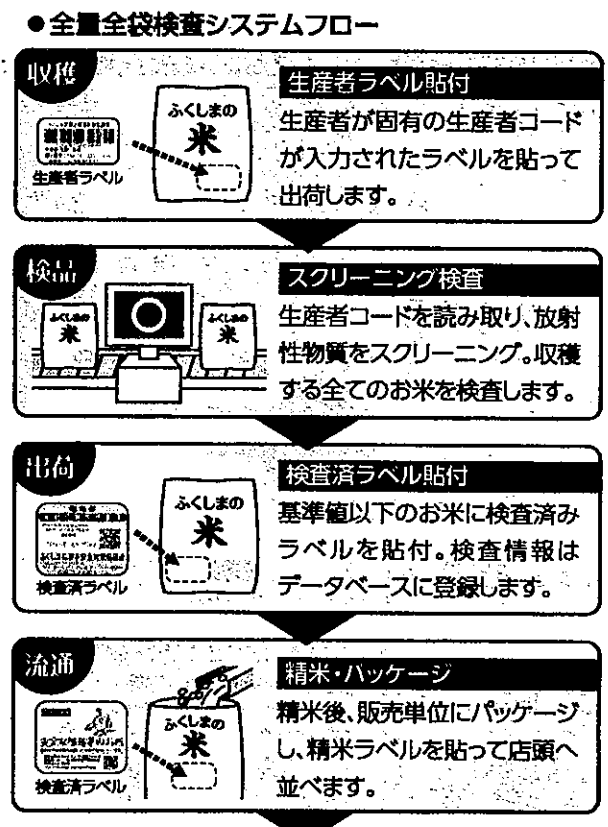 ●全量全袋検査システムフロー
収穫
生産者ラベル貼付
ふくしまの
米
生産者ラベル
生産者が固有の生産者コード
が入力されたラベルを貼って
出荷します。
検品
スクリーニング検査
ふくしまの
米
ふくしまの
米
生産者コードを読み取り、放射
性物質をスクリーニング。収穫
する全てのお米を検査します。
出荷
検査済ラベル貼付
ふくしまの
米
検査済ラベル
基準値以下のお米に検査済み
ラベルを貼付。検査情報は
データベースに登録します。
流通
精米・パッケージ
ふくしまの
米
検査済ラベル
精米後、販売単位にパッケージ
し、精米ラベルを貼って店頭へ
並べます。